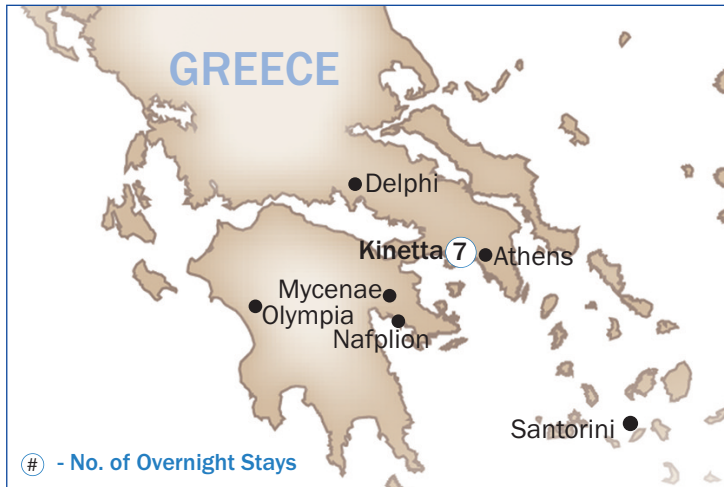 GREECE
Delphi
Kinetta 7
Athens
Mycenae
Olympia
Nafplion
Santorini
# - No. of Overnight Stays